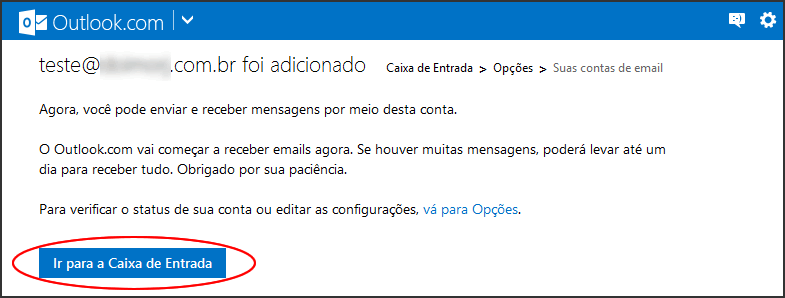 Outlook.com
teste@ .com.br foi adicionado Caixa de Entrada > Opções > Suas contas de email
Agora, você pode enviar e receber mensagens por meio desta conta.
O Outlook.com vai começar a receber emails agora. Se houver muitas mensagens, poderá levar até um
dia para receber tudo. Obrigado por sua paciência.
Para verificar o status de sua conta ou editar as configurações, vá para Opções.
Ir para a Caixa de Entrada